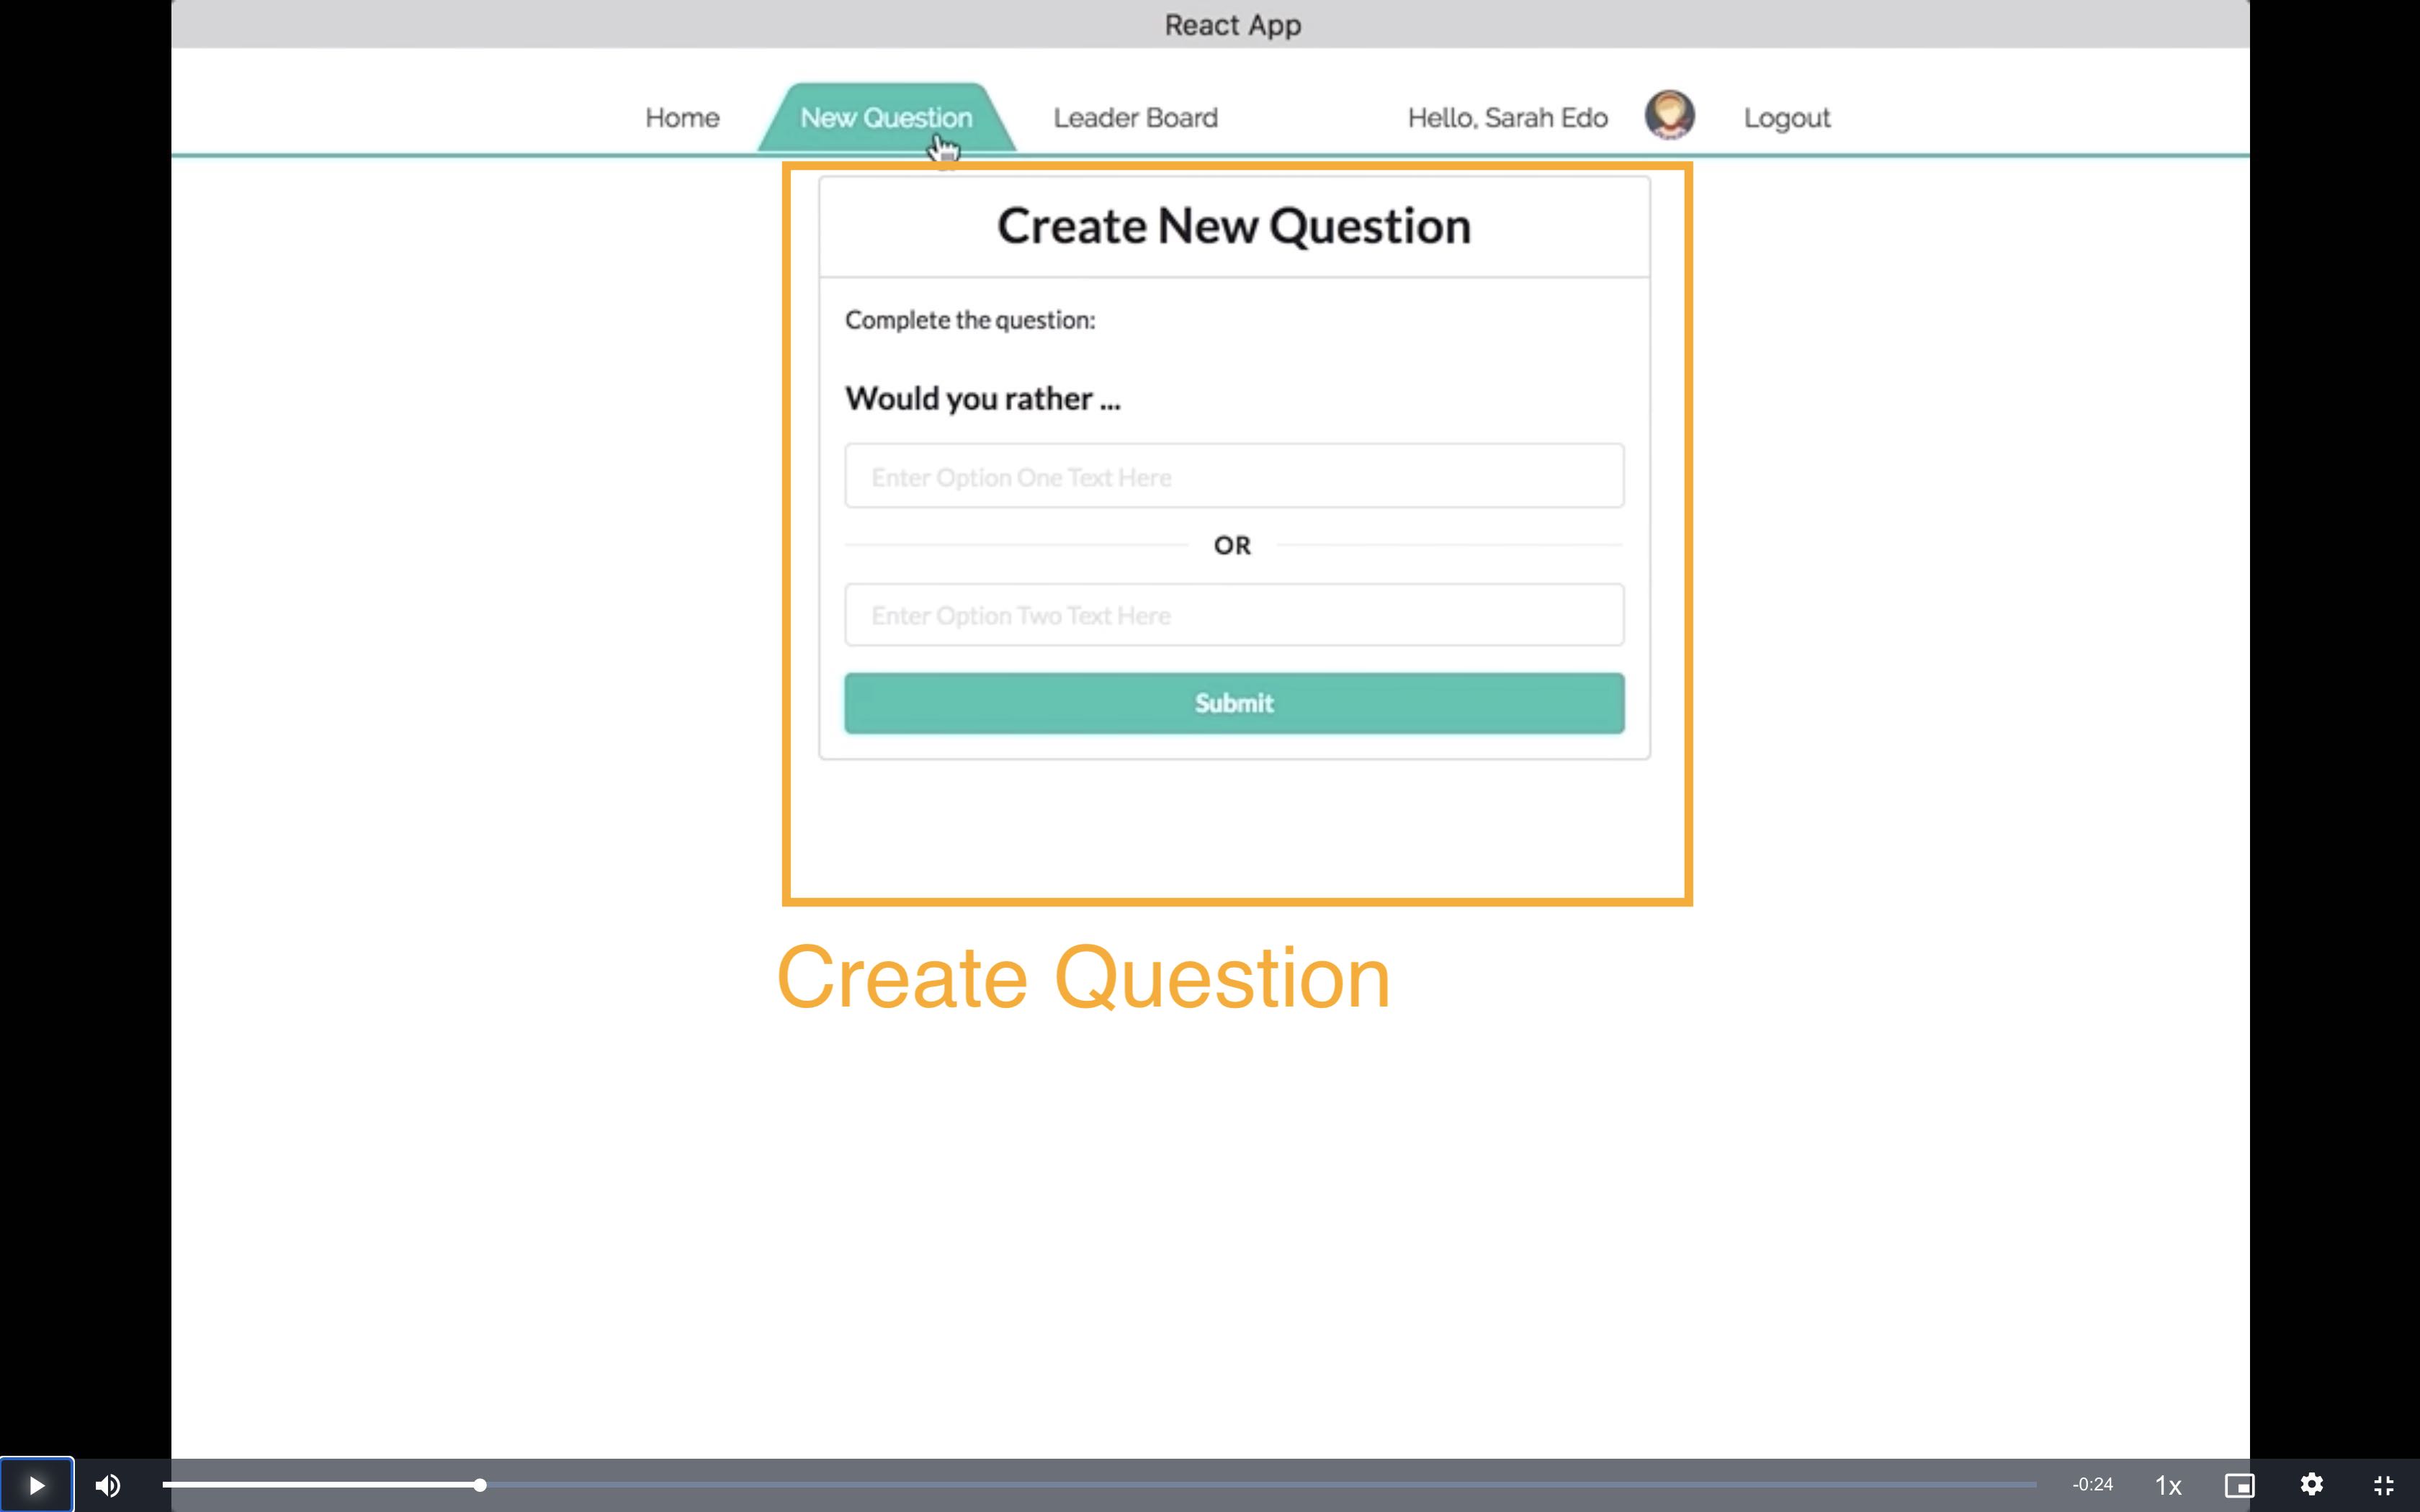 React App
Home New Question Leader Board Hello, Sarah Edo Logout
Create New Question
Complete the question:
Would you rather ...
Enter Option One Text Here
OR
Enter Option Two Text Here
Submit
Create Question
-0:24 1x